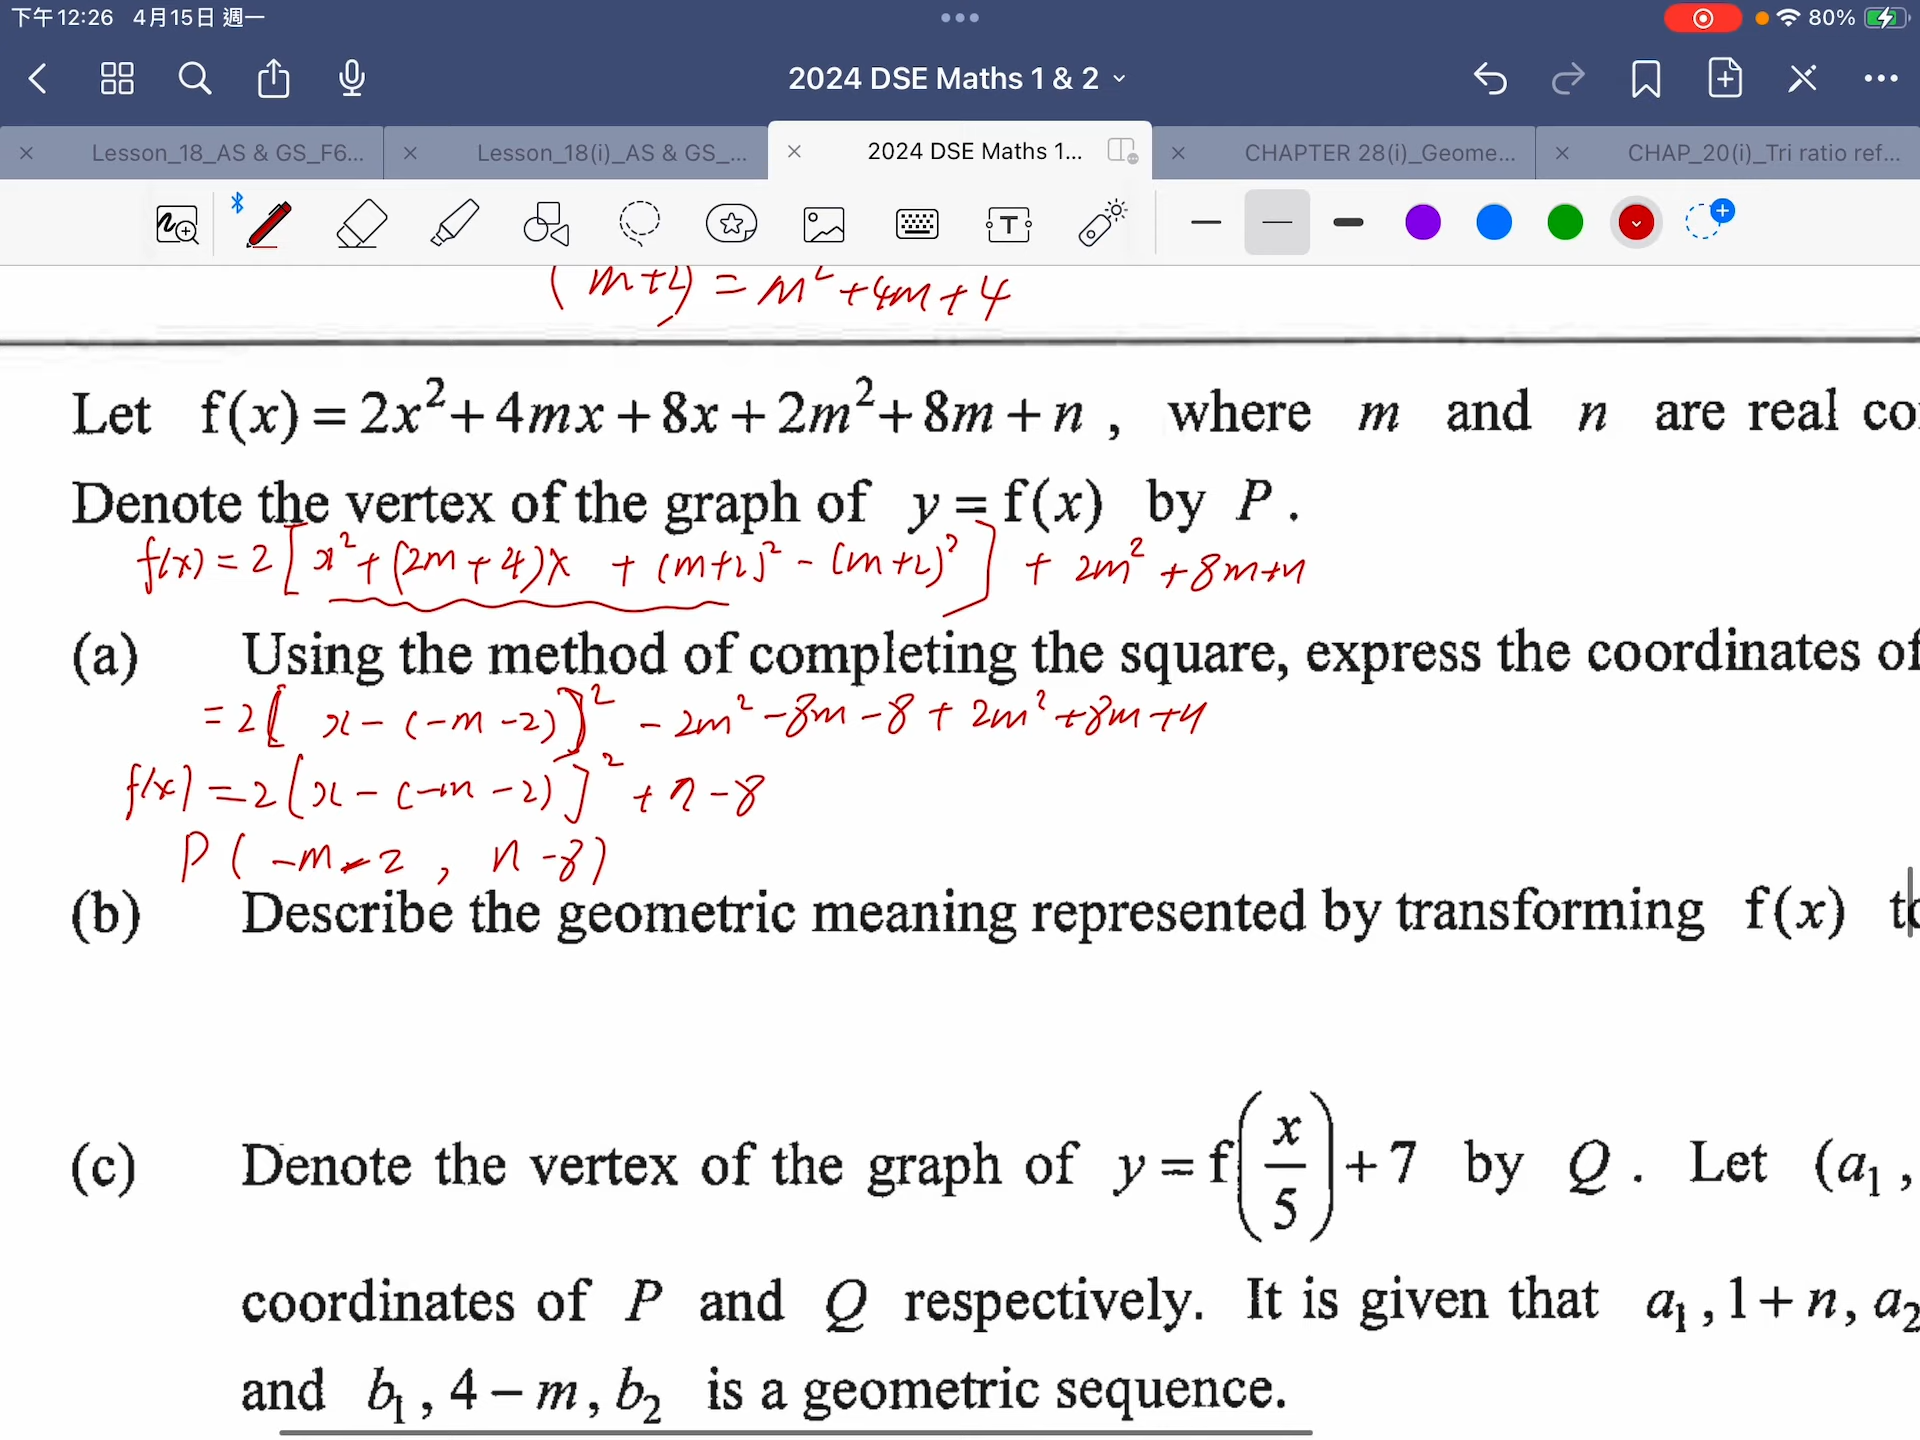 下午12:26 4月15日 週一
80%
2024 DSE Maths 1 & 2
Lesson_18_AS & GS_F6...
Lesson_18(i)_AS & GS_...
2024 DSE Maths 1...
CHAPTER 28(i)_Geome...
CHAP_20(i)_Tri ratio ref...
(m+2) = m²+4m+4
Let f(x) = 2x²+4mx+8x+2m²+8m+n , where m and n are real co
Denote the vertex of the graph of y = f(x) by P .
f(x) = 2[x²+(2m+4)x + (m+2)² - (m+2)²] + 2m²+8m+n
(a) Using the method of completing the square, express the coordinates of
= 2[x-(-m-2)]² - 2m²-8m-8+2m²+8m+n
f(x) = 2[x-(-m-2)]² + n-8
P(-m-2, n-8)
(b) Describe the geometric meaning represented by transforming f(x) to
(c) Denote the vertex of the graph of y = f(x/5)+7 by Q . Let (a₁ ,
coordinates of P and Q respectively. It is given that a₁ , 1+n, a₂
and b₁ , 4−m, b₂ is a geometric sequence.